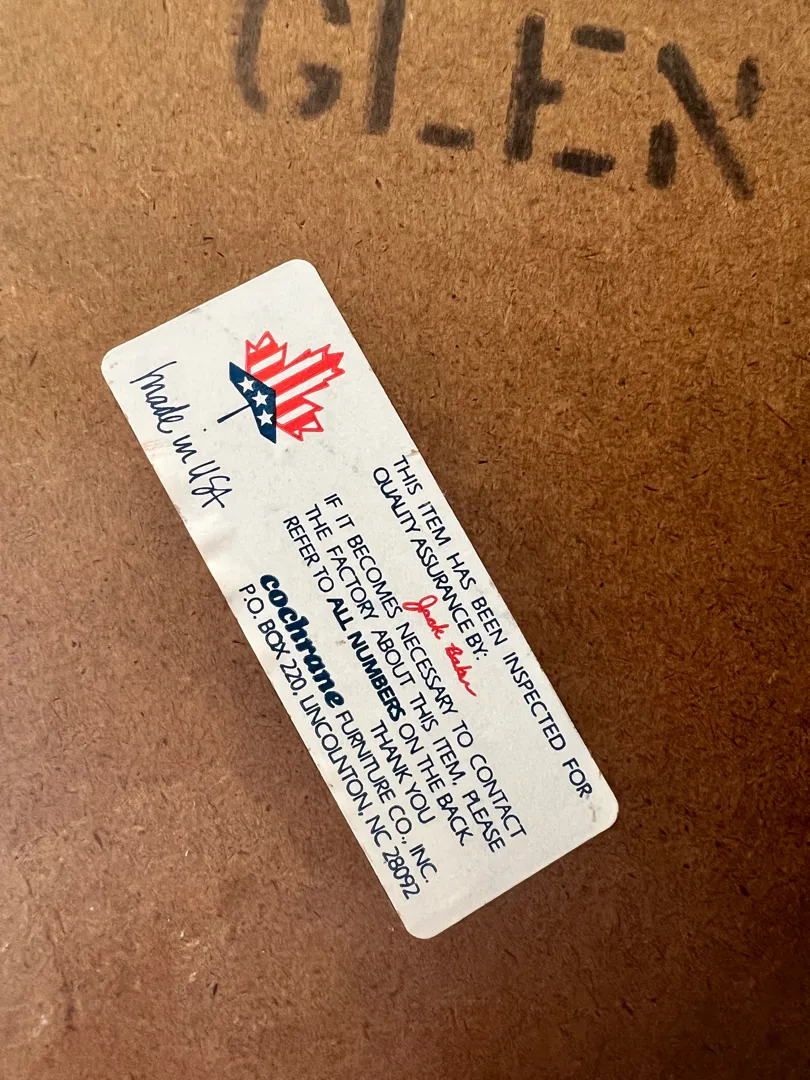 GLEN
Made in USA
THIS ITEM HAS BEEN INSPECTED FOR
QUALITY ASSURANCE BY:
Jack Baker
IF IT BECOMES NECESSARY TO CONTACT
THE FACTORY ABOUT THIS ITEM, PLEASE
REFER TO ALL NUMBERS ON THE BACK.
THANK YOU
cochrane FURNITURE CO., INC.
P.O. BOX 220, LINCOLNTON, NC 28092